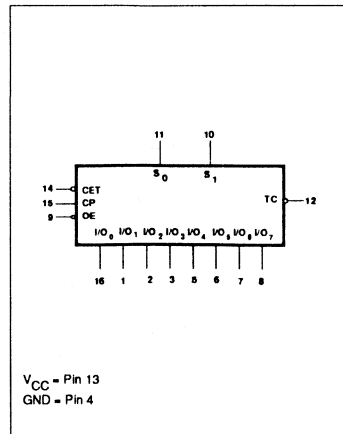 11 10
S0 S1
14 CET
15 CP
9 OE
TC 12
I/O0 I/O1 I/O2 I/O3 I/O4 I/O5 I/O6 I/O7
16 1 2 3 5 6 7 8
VCC = Pin 13
GND = Pin 4